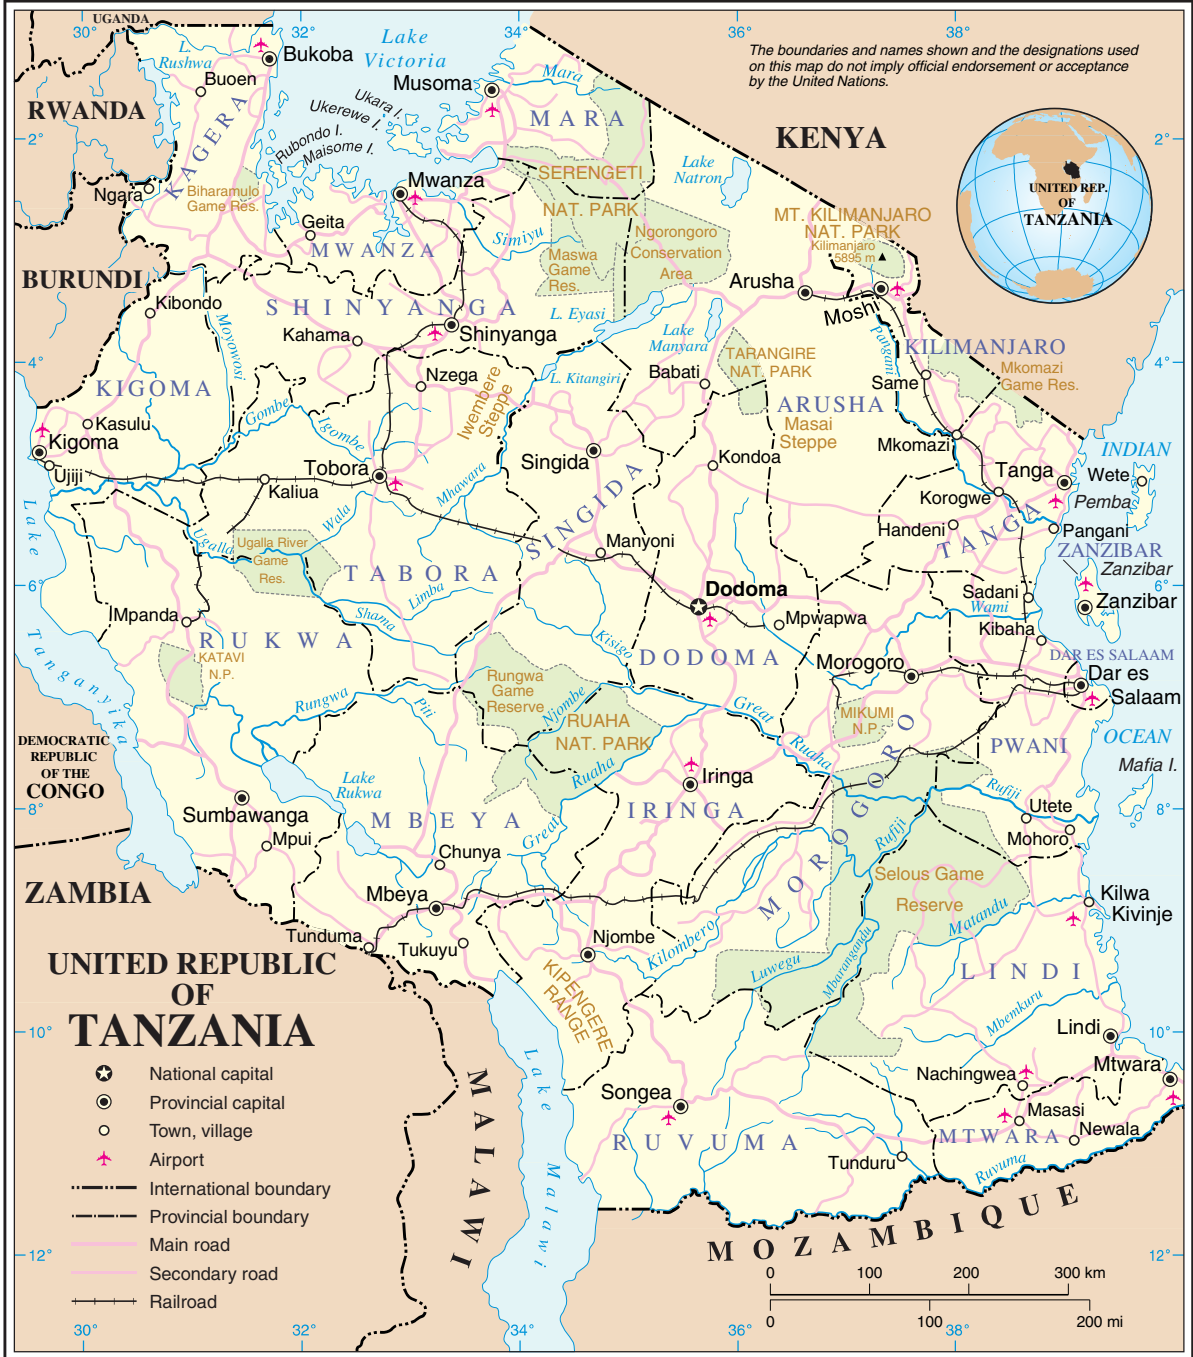 UGANDA
30°
32°
34°
36°
38°
The boundaries and names shown and the designations used
on this map do not imply official endorsement or acceptance
by the United Nations.
L.
Rushwa
Bukoba
Lake
Victoria
Buoen
Musoma
Mara
RWANDA
Ukara I.
Ukerewe I.
Rubondo I.
Maisome I.
MARA
KENYA
2°
2°
KAGERA
SERENGETI
NAT. PARK
Lake
Natron
UNITED REP.
OF
TANZANIA
Ngara
Biharamulo
Game Res.
Mwanza
Geita
MWANZA
Simiyu
Maswa
Game
Res.
Ngorongoro
Conservation
Area
MT. KILIMANJARO
NAT. PARK
Kilimanjaro
5895 m
BURUNDI
Arusha
Moshi
Kibondo
SHINYANGA
Moyowosi
Kahama
Shinyanga
L. Eyasi
Lake
Manyara
Pangani
KILIMANJARO
4°
4°
TARANGIRE
NAT. PARK
Mkomazi
Game Res.
KIGOMA
Nzega
Iwembere
Steppe
L. Kitangiri
Babati
Same
ARUSHA
Masai
Steppe
Gombe
Igombe
Kasulu
Kigoma
Ujiji
Mkomazi
INDIAN
Tobora
Singida
Kondoa
Tanga
Wete
Kaliua
Mhawara
Korogwe
Pemba
Wala
SINGIDA
Handeni
TANGA
Pangani
Ugalla
Ugalla River
Game
Res.
Manyoni
ZANZIBAR
Zanzibar
TABORA
6°
6°
Dodoma
Sadani
Wami
Zanzibar
Limba
Shama
Mpanda
Mpwapwa
Kibaha
RUKWA
Kisigo
DODOMA
Morogoro
DAR ES SALAAM
Dar es
Salaam
KATAVI
N.P.
Lake
Tanganyika
Rungwa
Piti
Rungwa
Game
Reserve
Njombe
RUAHA
NAT. PARK
Great
Ruaha
MIKUMI
N.P.
MOROGORO
PWANI
OCEAN
DEMOCRATIC
REPUBLIC
OF THE
CONGO
Mafia I.
Lake
Rukwa
Great
Ruaha
Iringa
IRINGA
Rufiji
8°
8°
Sumbawanga
MBEYA
Utete
Mpui
Rufiji
Mohoro
Chunya
Selous Game
Reserve
ZAMBIA
Mbeya
Kilwa
Kivinje
Matandu
Tunduma
Tukuyu
Njombe
Kilombero
Luwegu
Mbarangandu
LINDI
KIPENGERE
RANGE
UNITED REPUBLIC
OF
TANZANIA
10°
10°
Mbemkuru
Lindi
Mtwara
Nachingwea
Masasi
Newala
MTWARA
Songea
RUVUMA
Tunduru
Ruvuma
MALAWI
Lake Malawi
MOZAMBIQUE
National capital
Provincial capital
Town, village
Airport
International boundary
Provincial boundary
Main road
Secondary road
Railroad
12°
12°
0
100
200
300 km
0
100
200 mi
30°
32°
34°
36°
38°